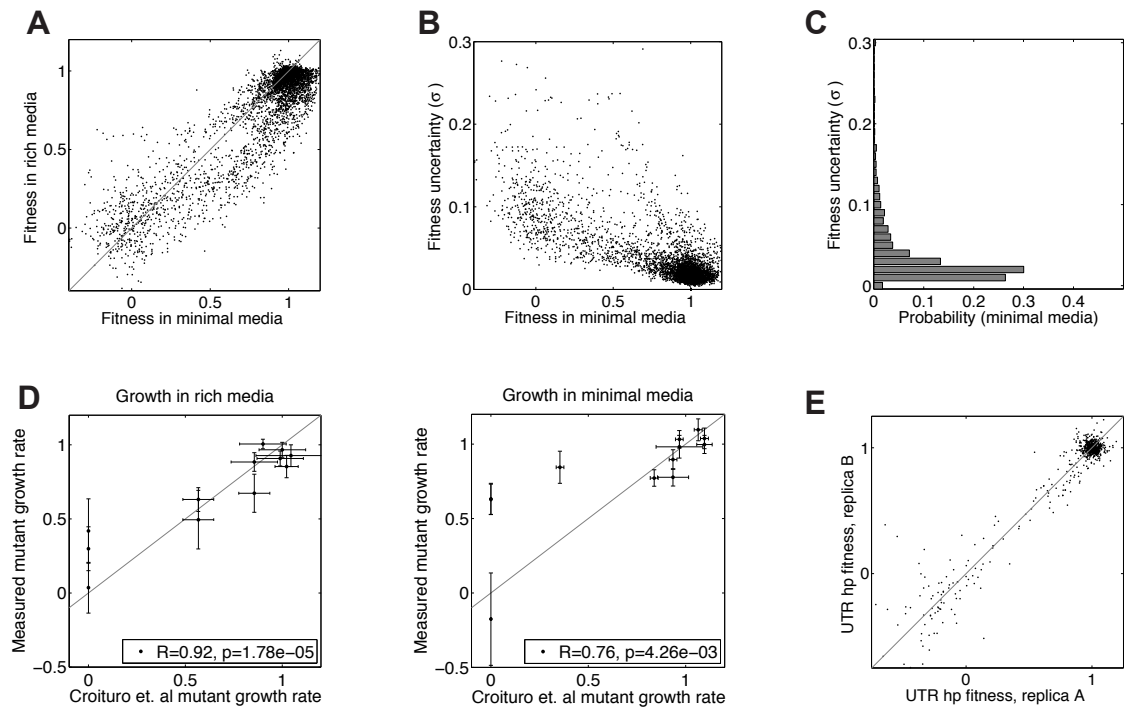 A
B
C
1
0.5
0
0
0.5
1
Fitness in rich media
Fitness in minimal media
0.3
0.2
0.1
0
0
0.5
1
Fitness uncertainty (σ)
Fitness in minimal media
0.3
0.2
0.1
0
0
0.1
0.2
0.3
0.4
Fitness uncertainty (σ)
Probability (minimal media)
D
E
Growth in rich media
1
0.5
0
−0.5
0
0.5
1
Measured mutant growth rate
R=0.92, p=1.78e−05
Croituro et. al mutant growth rate
Growth in minimal media
1
0.5
0
−0.5
0
0.5
1
Measured mutant growth rate
R=0.76, p=4.26e−03
Croituro et. al mutant growth rate
1
0
0
1
UTR hp fitness, replica B
UTR hp fitness, replica A